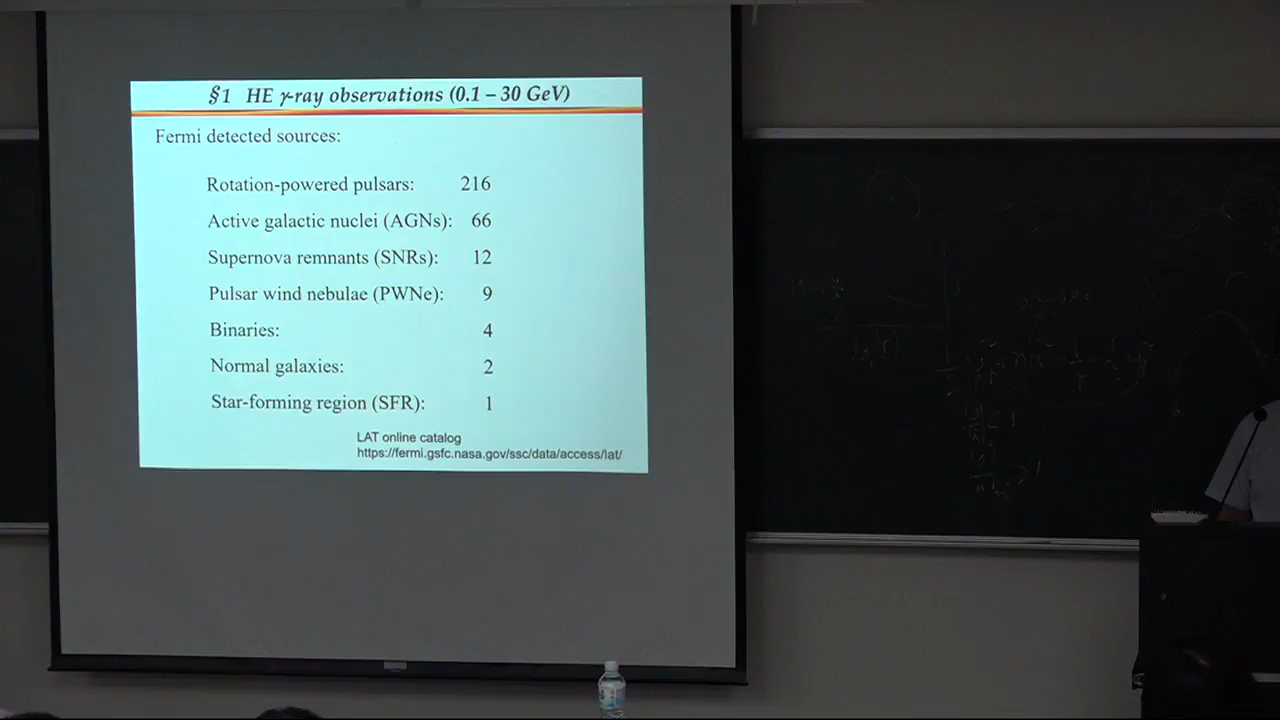 §1 HE γ-ray observations (0.1 – 30 GeV)
Fermi detected sources:
Rotation-powered pulsars: 216
Active galactic nuclei (AGNs): 66
Supernova remnants (SNRs): 12
Pulsar wind nebulae (PWNe): 9
Binaries: 4
Normal galaxies: 2
Star-forming region (SFR): 1
LAT online catalog
https://fermi.gsfc.nasa.gov/ssc/data/access/lat/